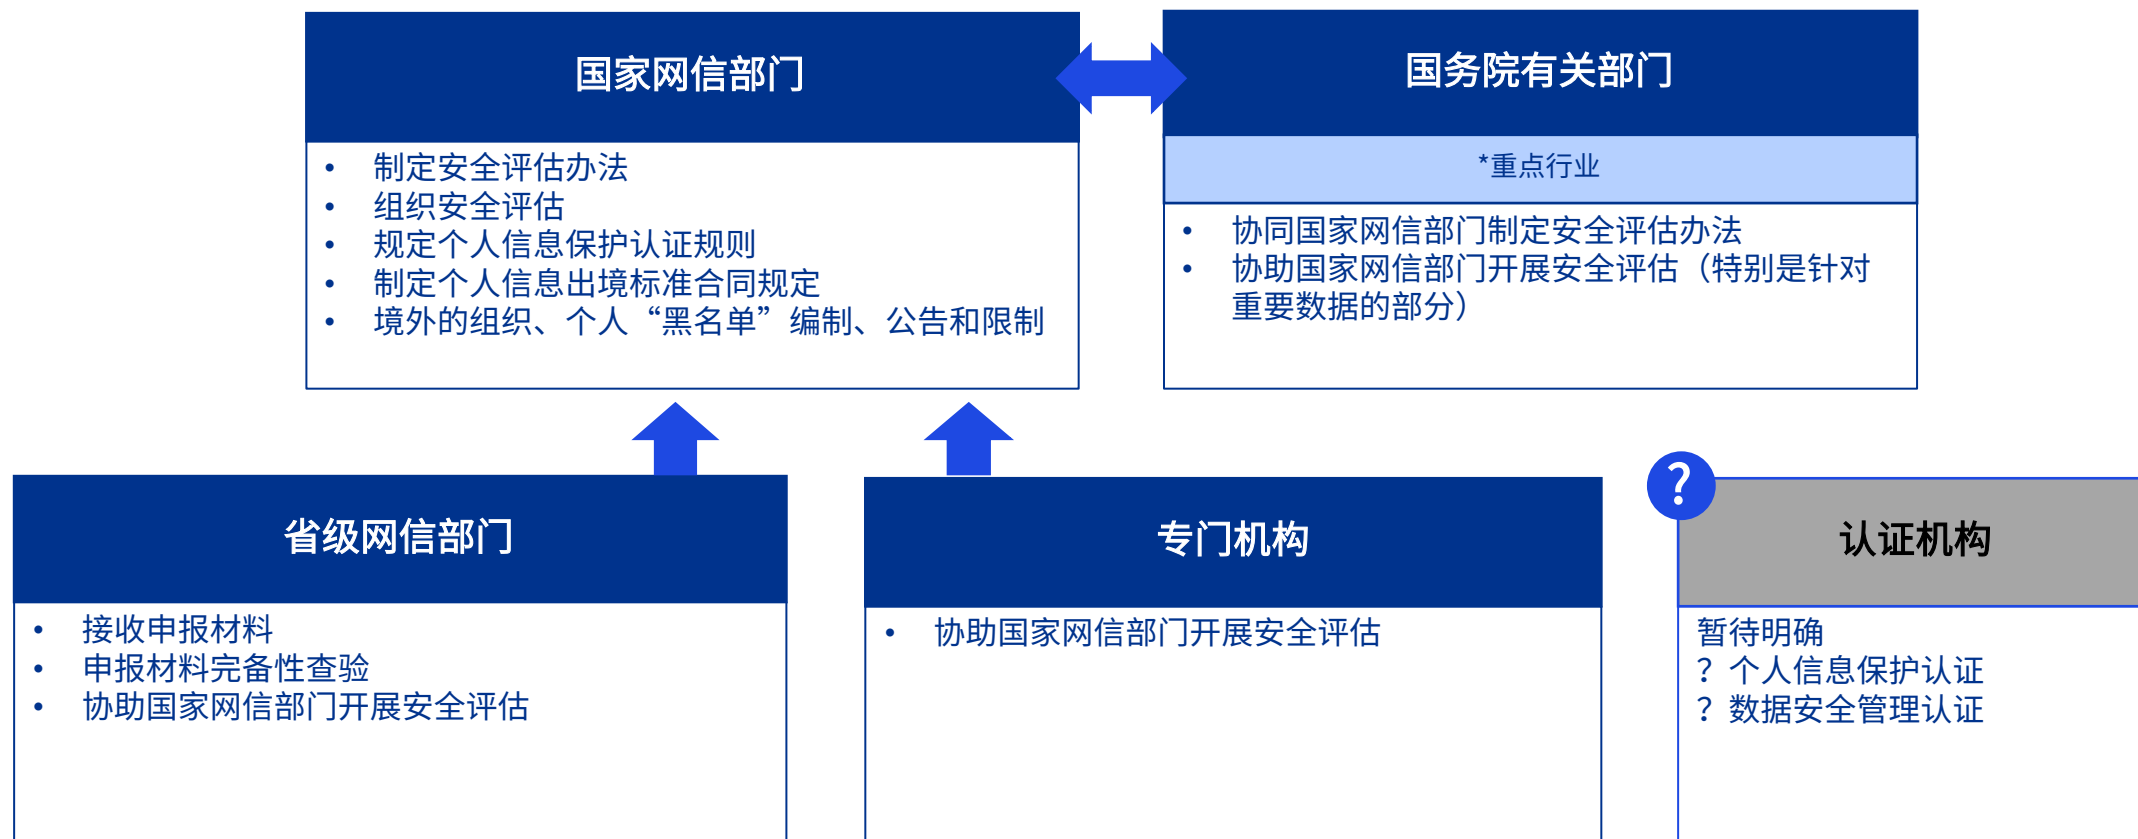 国家网信部门
• 制定安全评估办法
• 组织安全评估
• 规定个人信息保护认证规则
• 制定个人信息出境标准合同规定
• 境外的组织、个人“黑名单”编制、公告和限制
国务院有关部门
*重点行业
• 协同国家网信部门制定安全评估办法
• 协助国家网信部门开展安全评估（特别是针对
重要数据的部分）
省级网信部门
• 接收申报材料
• 申报材料完备性查验
• 协助国家网信部门开展安全评估
专门机构
• 协助国家网信部门开展安全评估
?
认证机构
暂待明确
？个人信息保护认证
？数据安全管理认证